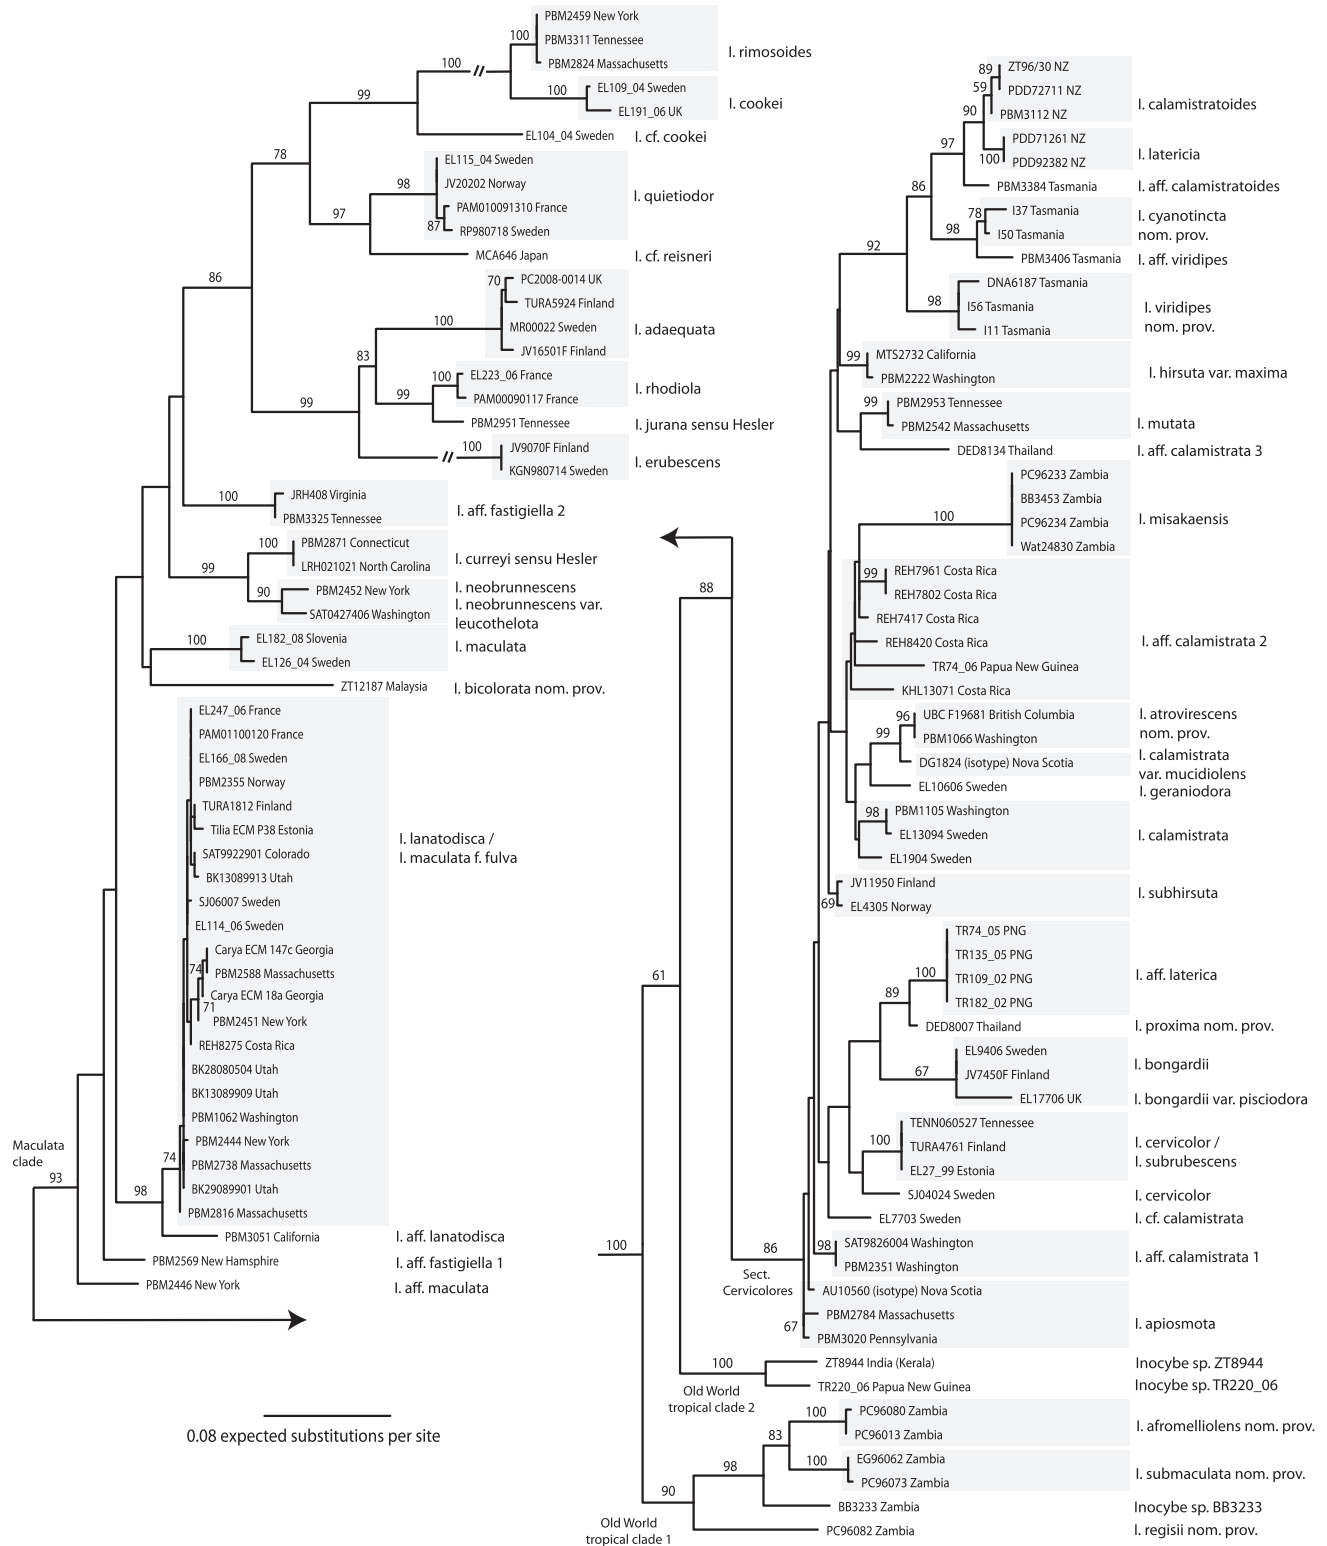 PBM2459 New York
100
PBM3311 Tennessee
I. rimosoides
PBM2824 Massachusetts
100
99
100
EL109_04 Sweden
I. cookei
EL191_06 UK
EL104_04 Sweden
I. cf. cookei
78
EL115_04 Sweden
98
JV20202 Norway
I. quietiodor
PAM010091310 France
87
RP980718 Sweden
97
MCA646 Japan
I. cf. reisneri
86
70
PC2008-0014 UK
TURA5924 Finland
100
MR00022 Sweden
I. adaequata
JV16501F Finland
83
100
EL223_06 France
I. rhodiola
99
PAM00090117 France
99
PBM2951 Tennessee
I. jurana sensu Hesler
100
JV9070F Finland
I. erubescens
KGN980714 Sweden
100
JRH408 Virginia
I. aff. fastigiella 2
PBM3325 Tennessee
100
PBM2871 Connecticut
I. curreyi sensu Hesler
LRH021021 North Carolina
99
90
PBM2452 New York
I. neobrunnescens
SAT0427406 Washington
I. neobrunnescens var.
leucothelota
100
EL182_08 Slovenia
I. maculata
EL126_04 Sweden
ZT12187 Malaysia
I. bicolorata nom. prov.
EL247_06 France
PAM01100120 France
EL166_08 Sweden
PBM2355 Norway
TURA1812 Finland
Tilia ECM P38 Estonia
I. lanatodisca /
I. maculata f. fulva
SAT9922901 Colorado
BK13089913 Utah
SJ06007 Sweden
EL114_06 Sweden
Carya ECM 147c Georgia
74
PBM2588 Massachusetts
Carya ECM 18a Georgia
71
PBM2451 New York
REH8275 Costa Rica
BK28080504 Utah
BK13089909 Utah
PBM1062 Washington
PBM2444 New York
74
PBM2738 Massachusetts
BK29089901 Utah
PBM2816 Massachusetts
Maculata
clade
93
98
PBM3051 California
I. aff. lanatodisca
PBM2569 New Hamsphire
I. aff. fastigiella 1
PBM2446 New York
I. aff. maculata
0.08 expected substitutions per site
89
ZT96/30 NZ
59
PDD72711 NZ
I. calamistratoides
90
PBM3112 NZ
97
PDD71261 NZ
I. latericia
100
PDD92382 NZ
86
PBM3384 Tasmania
I. aff. calamistratoides
78
I37 Tasmania
I. cyanotincta
nom. prov.
98
I50 Tasmania
92
PBM3406 Tasmania
I. aff. viridipes
DNA6187 Tasmania
98
I56 Tasmania
I. viridipes
nom. prov.
I11 Tasmania
99
MTS2732 California
I. hirsuta var. maxima
PBM2222 Washington
99
PBM2953 Tennessee
I. mutata
PBM2542 Massachusetts
DED8134 Thailand
I. aff. calamistrata 3
PC96233 Zambia
BB3453 Zambia
100
PC96234 Zambia
I. misakaensis
Wat24830 Zambia
99
REH7961 Costa Rica
REH7802 Costa Rica
REH7417 Costa Rica
REH8420 Costa Rica
I. aff. calamistrata 2
TR74_06 Papua New Guinea
KHL13071 Costa Rica
96
UBC F19681 British Columbia
I. atrovirescens
nom. prov.
99
PBM1066 Washington
DG1824 (isotype) Nova Scotia
I. calamistrata
var. mucidiolens
EL10606 Sweden
I. geraniodora
98
PBM1105 Washington
EL13094 Sweden
I. calamistrata
EL1904 Sweden
JV11950 Finland
I. subhirsuta
69
EL4305 Norway
TR74_05 PNG
TR135_05 PNG
100
TR109_02 PNG
I. aff. laterica
89
TR182_02 PNG
DED8007 Thailand
I. proxima nom. prov.
EL9406 Sweden
I. bongardii
67
JV7450F Finland
EL17706 UK
I. bongardii var. pisciodora
TENN060527 Tennessee
100
TURA4761 Finland
I. cervicolor /
I. subrubescens
EL27_99 Estonia
SJ04024 Sweden
I. cervicolor
EL7703 Sweden
I. cf. calamistrata
98
SAT9826004 Washington
I. aff. calamistrata 1
PBM2351 Washington
AU10560 (isotype) Nova Scotia
PBM2784 Massachusetts
I. apiosmota
67
PBM3020 Pennsylvania
88
61
100
86
Sect.
Cervicolores
100
ZT8944 India (Kerala)
Inocybe sp. ZT8944
TR220_06 Papua New Guinea
Inocybe sp. TR220_06
Old World
tropical clade 2
100
PC96080 Zambia
I. afromelliolens nom. prov.
PC96013 Zambia
83
100
EG96062 Zambia
I. submaculata nom. prov.
PC96073 Zambia
98
90
BB3233 Zambia
Inocybe sp. BB3233
PC96082 Zambia
I. regisii nom. prov.
Old World
tropical clade 1